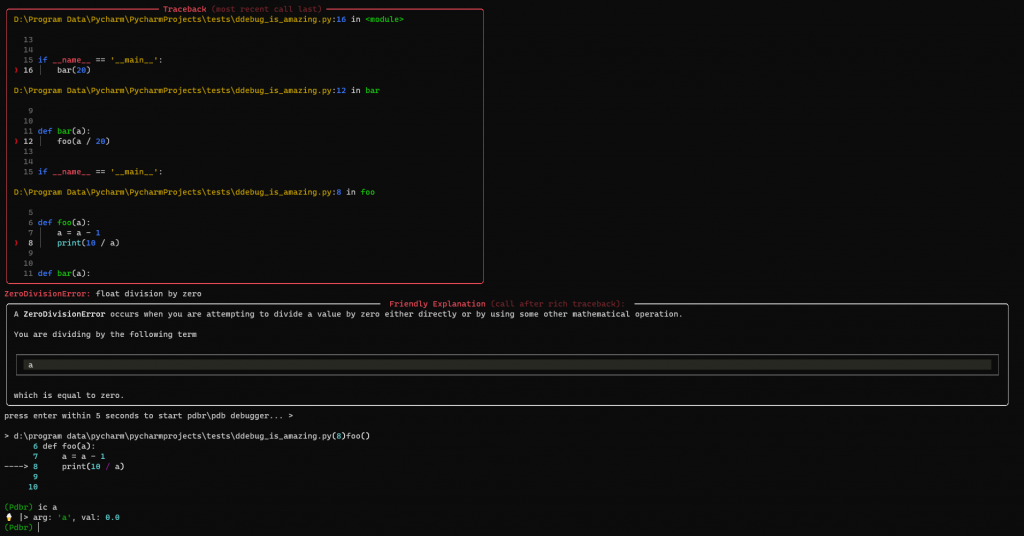 Traceback (most recent call last)
D:\Program Data\Pycharm\PycharmProjects\tests\ddebug_is_amazing.py:16 in <module>
13
14
15 if __name__ == '__main__':
❱ 16 │   bar(20)
D:\Program Data\Pycharm\PycharmProjects\tests\ddebug_is_amazing.py:12 in bar
9
10
11 def bar(a):
❱ 12 │   foo(a / 20)
13
14
15 if __name__ == '__main__':
D:\Program Data\Pycharm\PycharmProjects\tests\ddebug_is_amazing.py:8 in foo
5
6 def foo(a):
7 │   a = a - 1
❱ 8 │   print(10 / a)
9
10
11 def bar(a):
ZeroDivisionError: float division by zero
Friendly Explanation (call after rich traceback):
A ZeroDivisionError occurs when you are attempting to divide a value by zero either directly or by using some other mathematical operation.
You are dividing by the following term
a
which is equal to zero.
press enter within 5 seconds to start pdbr\pdb debugger... >
> d:\program data\pycharm\pycharmprojects\tests\ddebug_is_amazing.py(8)foo()
6 def foo(a):
7     a = a - 1
----> 8     print(10 / a)
9
10
(Pdbr) ic a
🍦 |> arg: 'a', val: 0.0
(Pdbr)